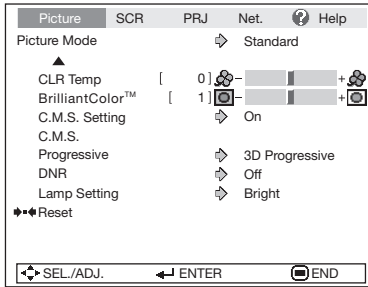 Picture SCR PRJ Net. ? Help
Picture Mode Standard
CLR Temp [ 0 ] - +
BrilliantColor™ [ 1 ] - +
C.M.S. Setting On
C.M.S.
Progressive 3D Progressive
DNR Off
Lamp Setting Bright
Reset
SEL./ADJ. ENTER END